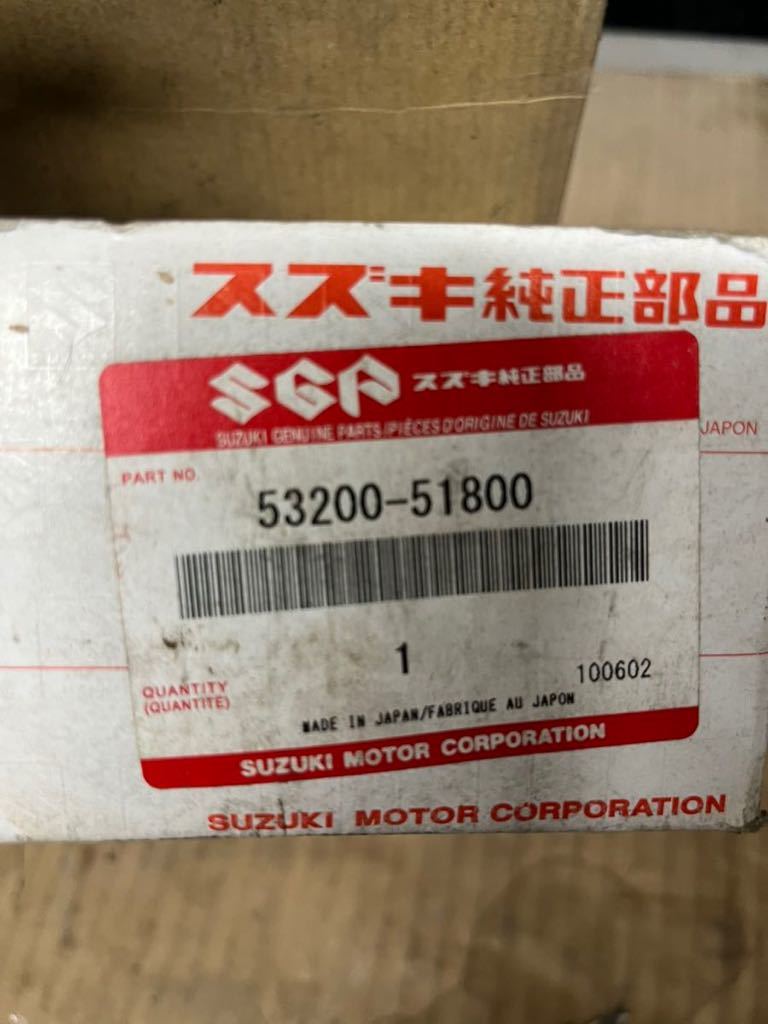 スズキ純正部品
SGP スズキ純正部品
SUZUKI GENUINE PARTS/PIÈCES D'ORIGINE DE SUZUKI
JAPON
PART NO.
53200-51800
1
100602
QUANTITY
(QUANTITE)
MADE IN JAPAN/FABRIQUE AU JAPON
SUZUKI MOTOR CORPORATION
SUZUKI MOTOR CORPORATION